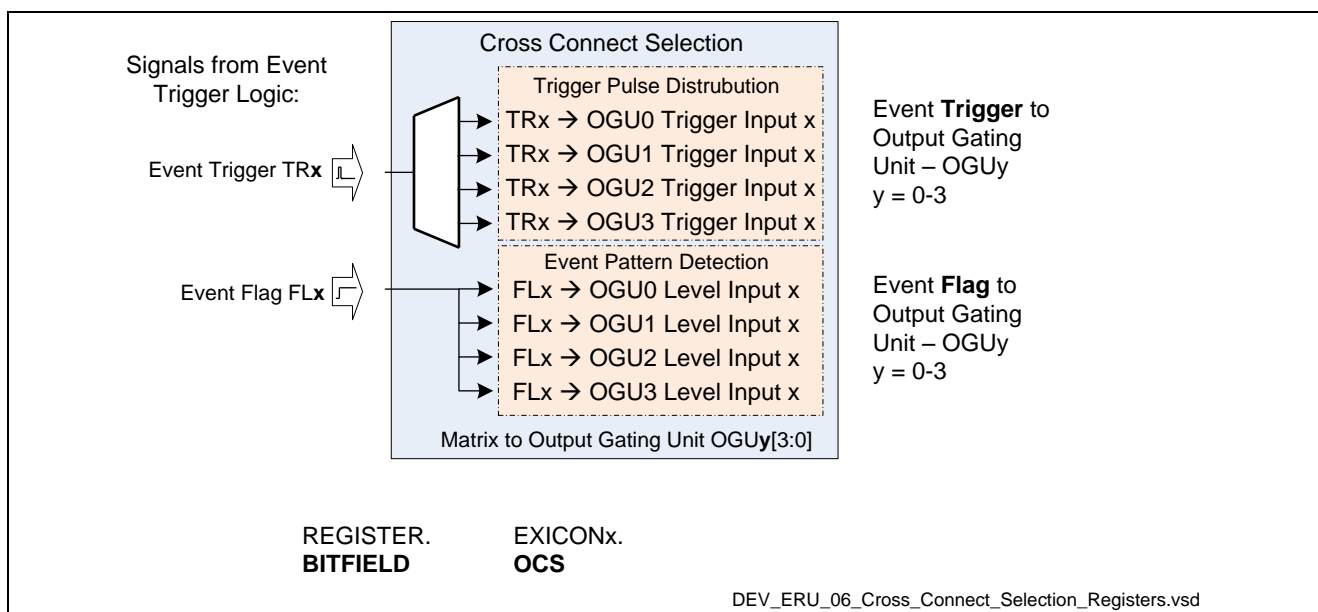 Cross Connect Selection
Signals from Event
Trigger Logic:
Trigger Pulse Distrubution
TRx → OGU0 Trigger Input x
TRx → OGU1 Trigger Input x
TRx → OGU2 Trigger Input x
TRx → OGU3 Trigger Input x
Event Trigger TRx
Event Trigger to
Output Gating
Unit – OGUy
y = 0-3
Event Pattern Detection
FLx → OGU0 Level Input x
FLx → OGU1 Level Input x
FLx → OGU2 Level Input x
FLx → OGU3 Level Input x
Event Flag FLx
Event Flag to
Output Gating
Unit – OGUy
y = 0-3
Matrix to Output Gating Unit OGUy[3:0]
REGISTER. EXICONx.
BITFIELD OCS
DEV_ERU_06_Cross_Connect_Selection_Registers.vsd